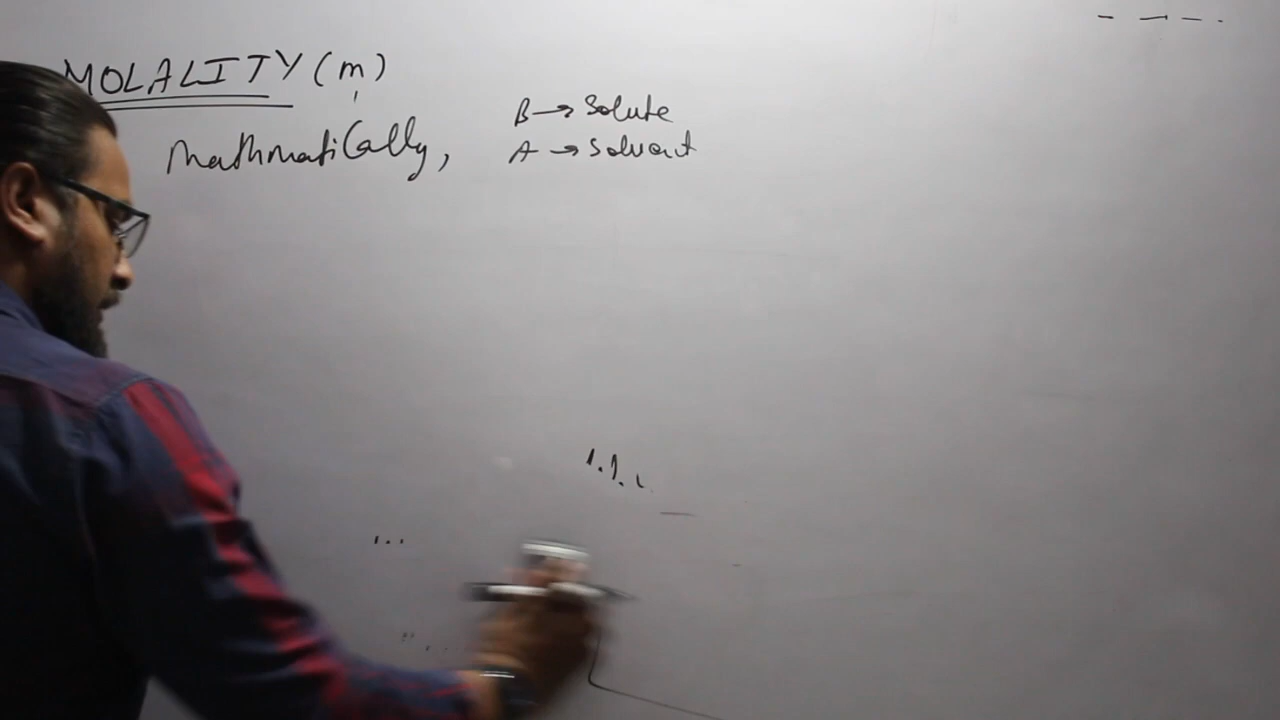 MOLALITY (m)
Mathmatically,
B → Solute
A → Solvent